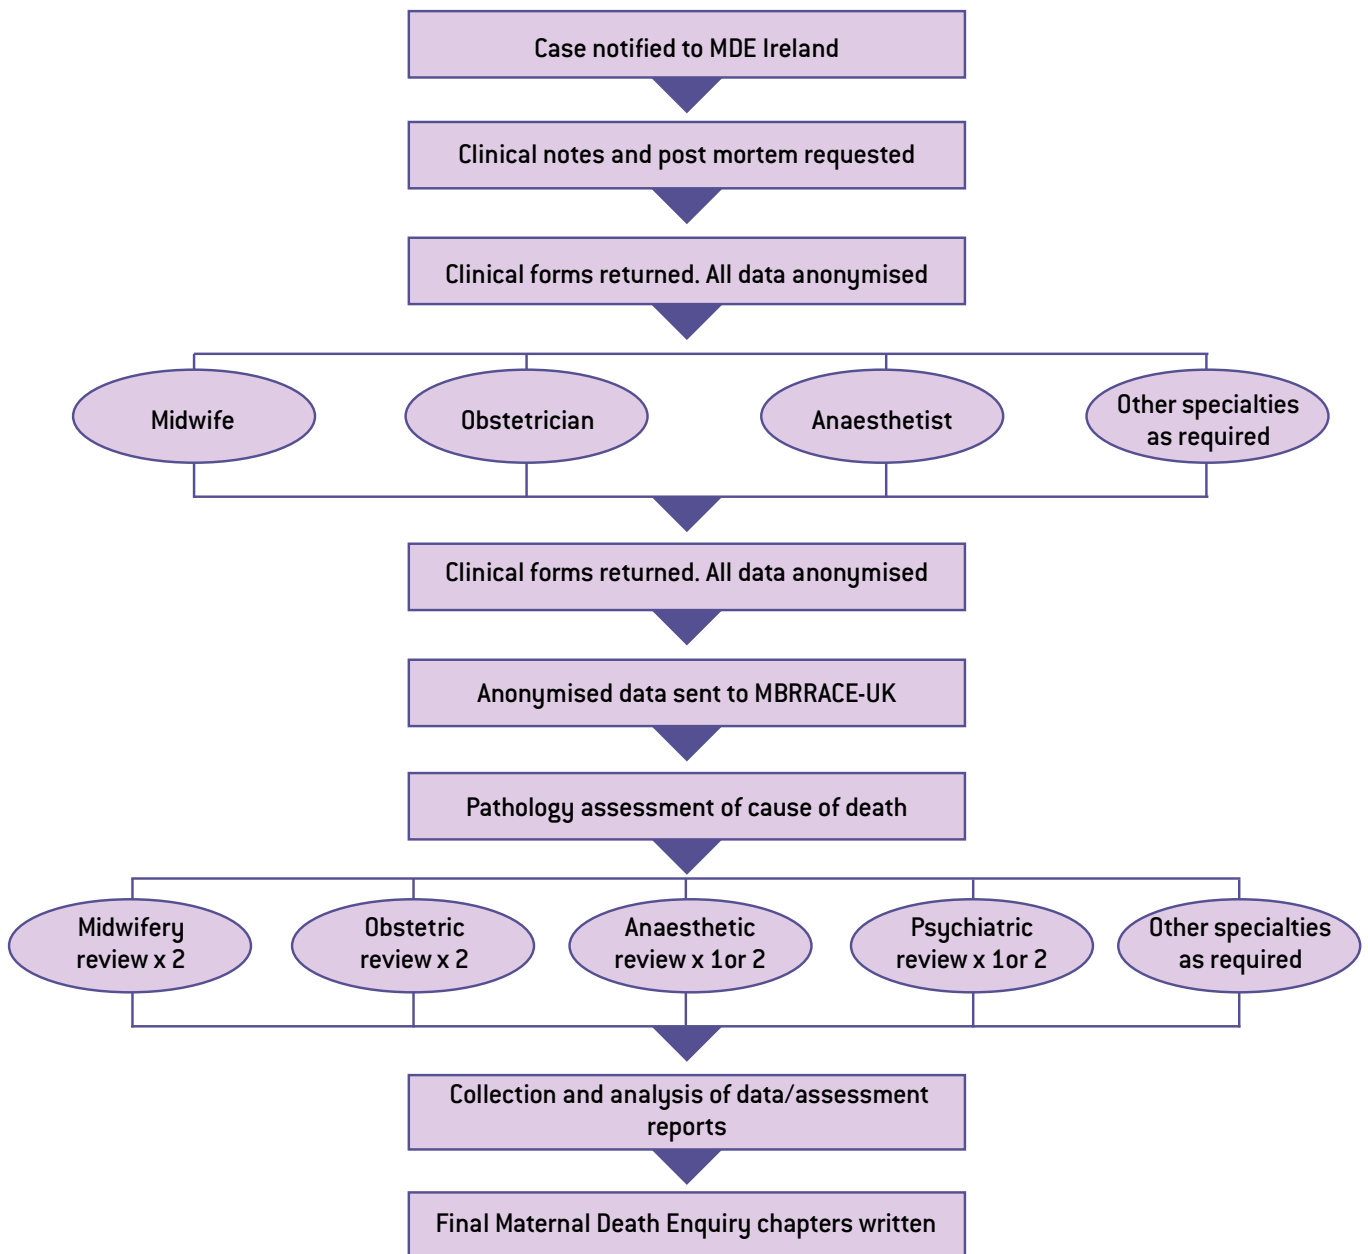 Case notified to MDE Ireland
Clinical notes and post mortem requested
Clinical forms returned. All data anonymised
Midwife
Obstetrician
Anaesthetist
Other specialties
as required
Clinical forms returned. All data anonymised
Anonymised data sent to MBRRACE-UK
Pathology assessment of cause of death
Midwifery
review x 2
Obstetric
review x 2
Anaesthetic
review x 1or 2
Psychiatric
review x 1or 2
Other specialties
as required
Collection and analysis of data/assessment
reports
Final Maternal Death Enquiry chapters written